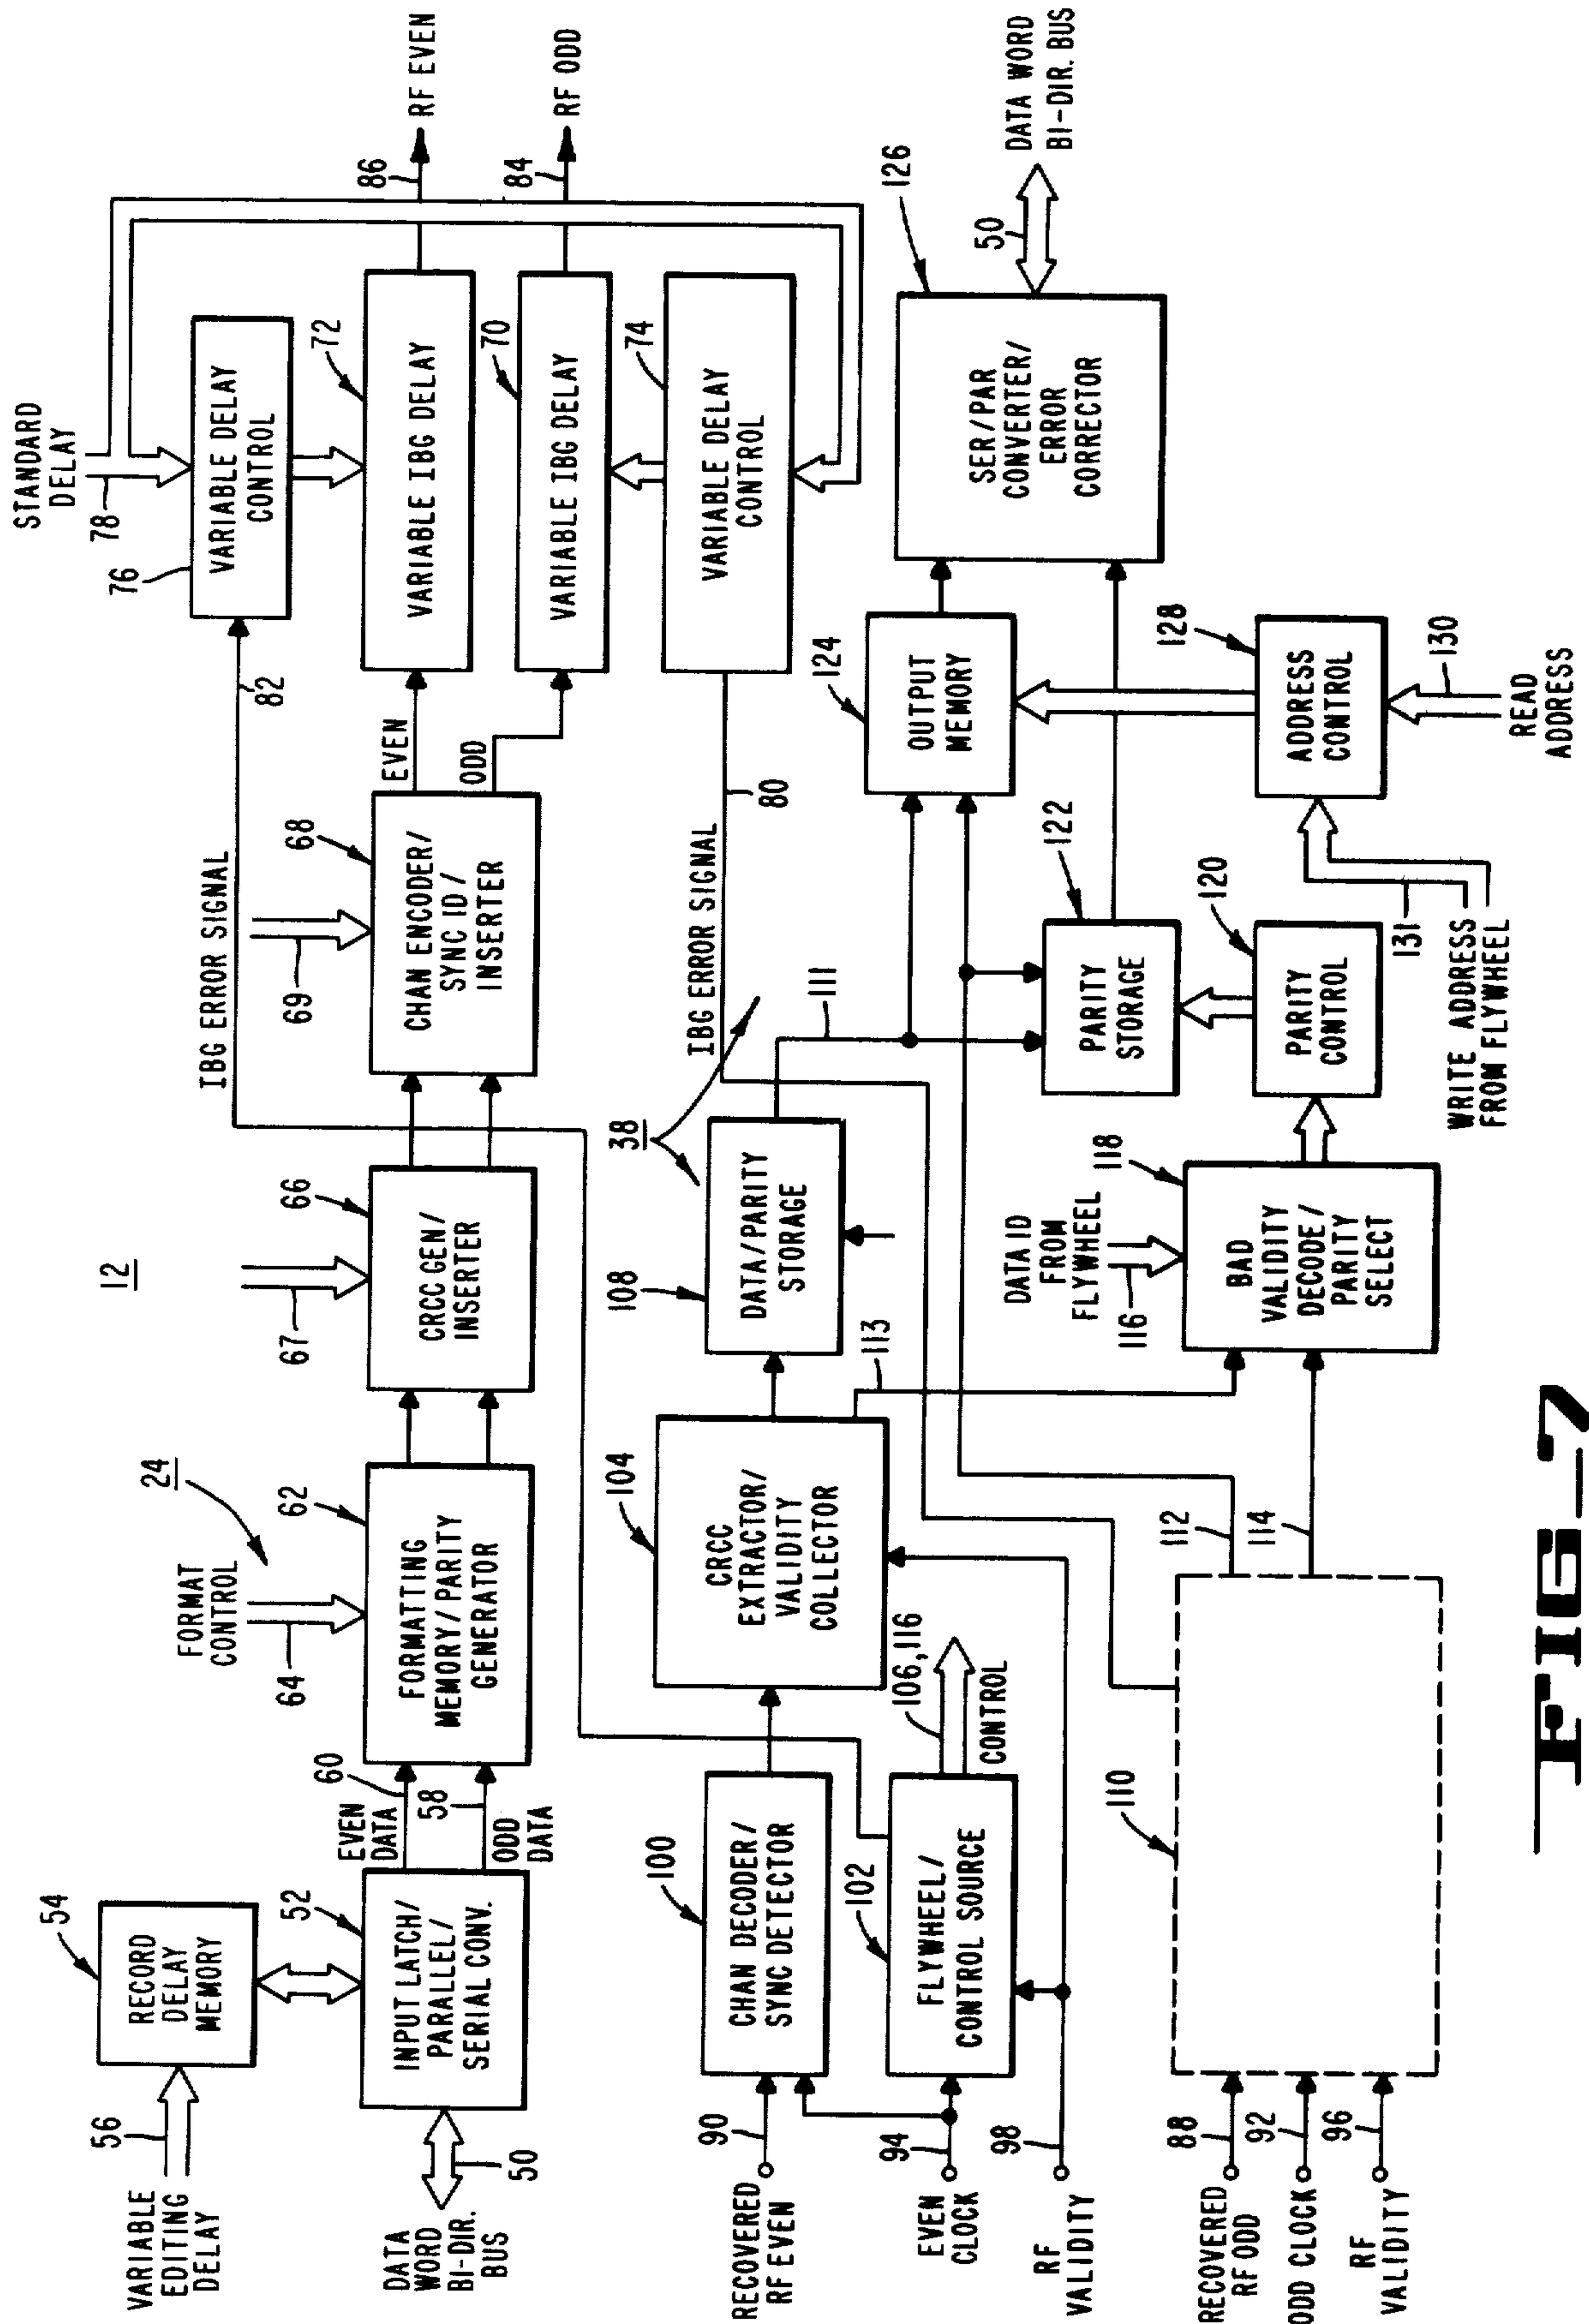 STANDARD
DELAY
78
76
VARIABLE DELAY
CONTROL
82
IBG ERROR SIGNAL
72
VARIABLE IBG DELAY
86
RF EVEN
70
VARIABLE IBG DELAY
84
RF ODD
74
VARIABLE DELAY
CONTROL
80
IBG ERROR SIGNAL
EVEN
ODD
68
69
CHAN ENCODER/
SYNC ID/
INSERTER
12
66
67
CRCC GEN/
INSERTER
24
FORMAT
CONTROL
64
62
FORMATTING
MEMORY/PARITY
GENERATOR
60
EVEN
DATA
58
ODD
DATA
54
RECORD
DELAY
MEMORY
56
VARIABLE
EDITING
DELAY
52
INPUT LATCH/
PARALLEL/
SERIAL CONV.
50
DATA
WORD
BI-DIR.
BUS
RECOVERED
RF EVEN
90
EVEN
CLOCK
94
RF
VALIDITY
98
100
CHAN DECODER/
SYNC DETECTOR
102
FLYWHEEL/
CONTROL SOURCE
106,116
CONTROL
104
CRCC
EXTRACTOR/
VALIDITY
COLLECTOR
113
108
DATA/PARITY
STORAGE
38
111
RECOVERED
RF ODD
88
ODD CLOCK
92
RF
VALIDITY
96
110
112
114
DATA ID
FROM
FLYWHEEL
116
118
BAD
VALIDITY
DECODE/
PARITY
SELECT
120
PARITY
CONTROL
122
PARITY
STORAGE
124
OUTPUT
MEMORY
126
SER/PAR
CONVERTER/
ERROR
CORRECTOR
50
DATA WORD
BI-DIR. BUS
128
ADDRESS
CONTROL
130
READ
ADDRESS
131
WRITE ADDRESS
FROM FLYWHEEL
FIG_7